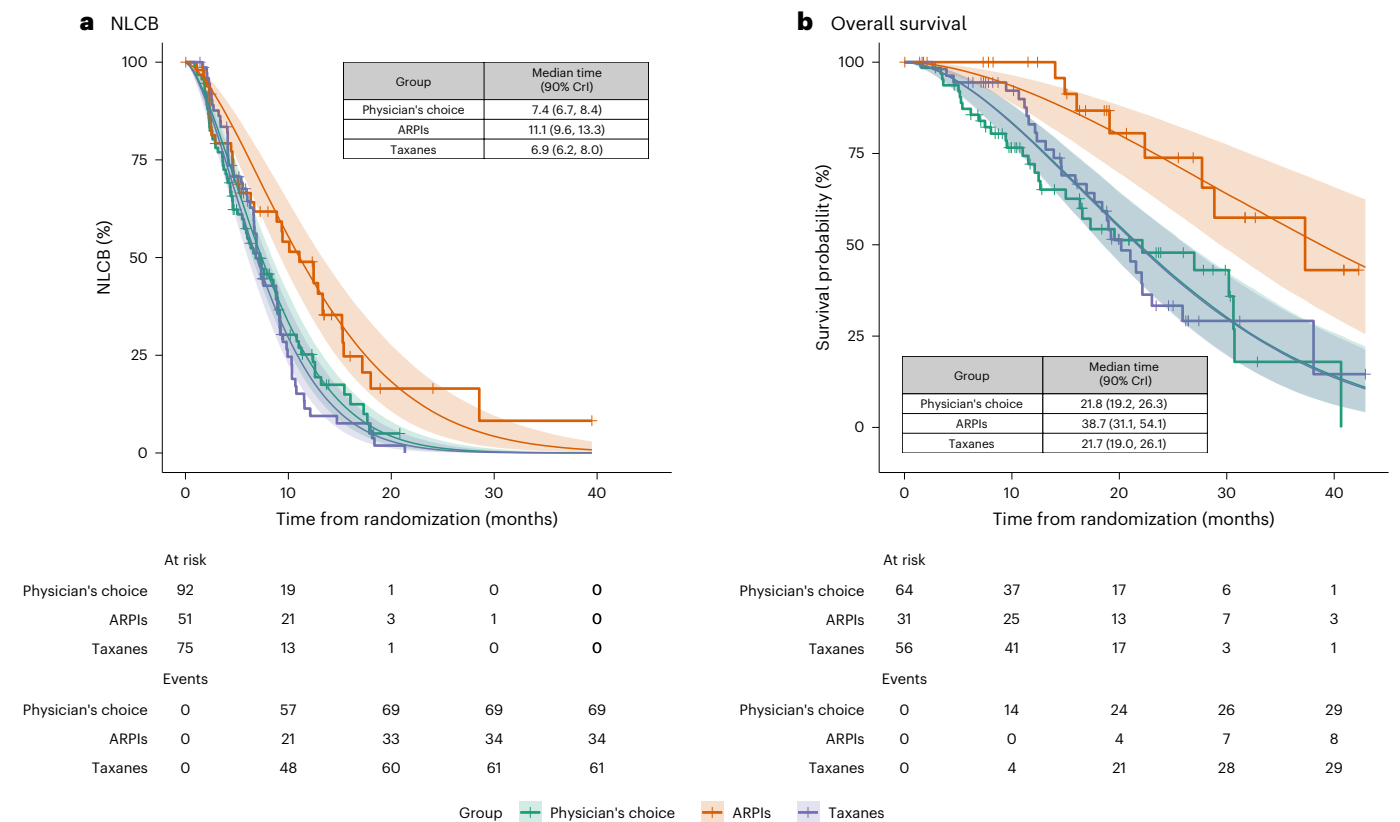 a NLCB
NLCB (%)
100
75
50
25
0
Group Median time (90% CrI)
Physician's choice 7.4 (6.7, 8.4)
ARPIs 11.1 (9.6, 13.3)
Taxanes 6.9 (6.2, 8.0)
0 10 20 30 40
Time from randomization (months)
At risk
Physician's choice 92 19 1 0 0
ARPIs 51 21 3 1 0
Taxanes 75 13 1 0 0
Events
Physician's choice 0 57 69 69 69
ARPIs 0 21 33 34 34
Taxanes 0 48 60 61 61
b Overall survival
Survival probability (%)
100
75
50
25
0
Group Median time (90% CrI)
Physician's choice 21.8 (19.2, 26.3)
ARPIs 38.7 (31.1, 54.1)
Taxanes 21.7 (19.0, 26.1)
0 10 20 30 40
Time from randomization (months)
At risk
Physician's choice 64 37 17 6 1
ARPIs 31 25 13 7 3
Taxanes 56 41 17 3 1
Events
Physician's choice 0 14 24 26 29
ARPIs 0 0 4 7 8
Taxanes 0 4 21 28 29
Group Physician's choice ARPIs Taxanes